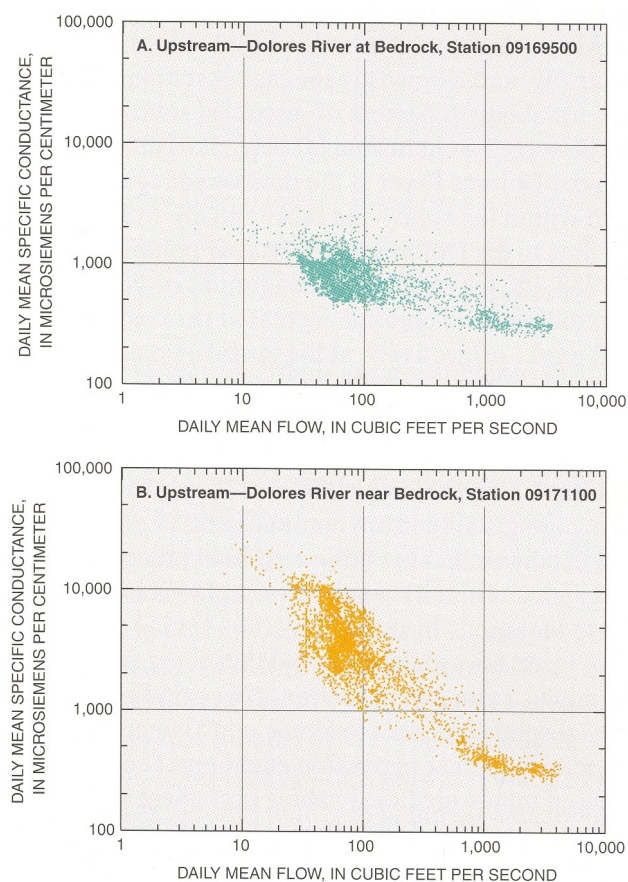 100,000
A. Upstream—Dolores River at Bedrock, Station 09169500
10,000
1,000
100
DAILY MEAN SPECIFIC CONDUCTANCE,
IN MICROSIEMENS PER CENTIMETER
1 10 100 1,000 10,000
DAILY MEAN FLOW, IN CUBIC FEET PER SECOND
100,000
B. Upstream—Dolores River near Bedrock, Station 09171100
10,000
1,000
100
DAILY MEAN SPECIFIC CONDUCTANCE,
IN MICROSIEMENS PER CENTIMETER
1 10 100 1,000 10,000
DAILY MEAN FLOW, IN CUBIC FEET PER SECOND